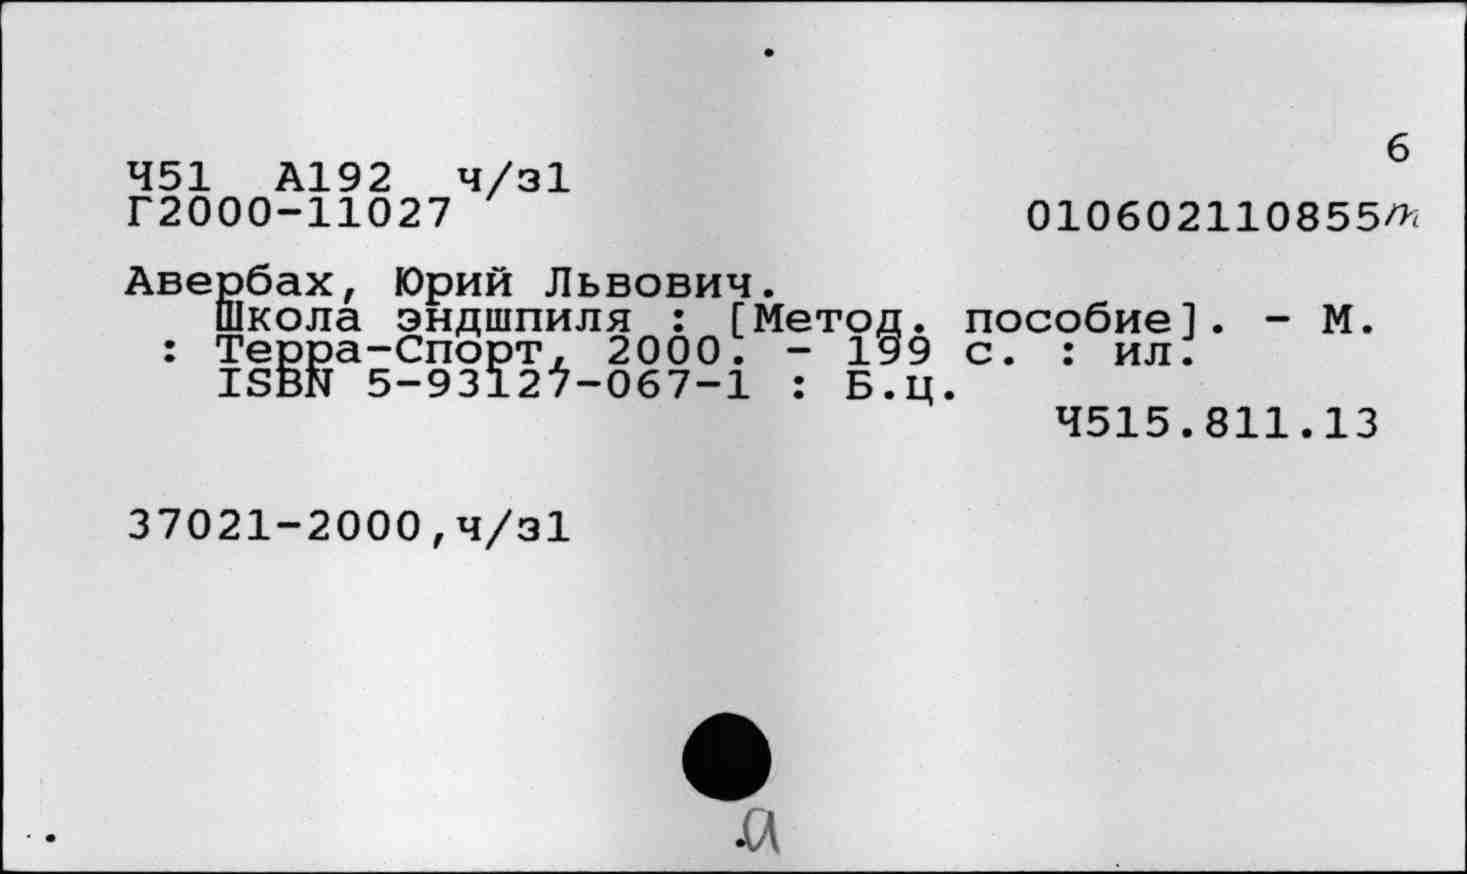 6
Ч51 А192 ч/з1
Г2000-11027 010602110855т
Авербах, Юрий Львович.
Школа эндшпиля : [Метод. пособие]. - М.
: Терра-Спорт, 2000. - 199 с. : ил.
ISBN 5-93127-067-1 : Б.ц.
Ч515.811.13
37021-2000,ч/з1
а